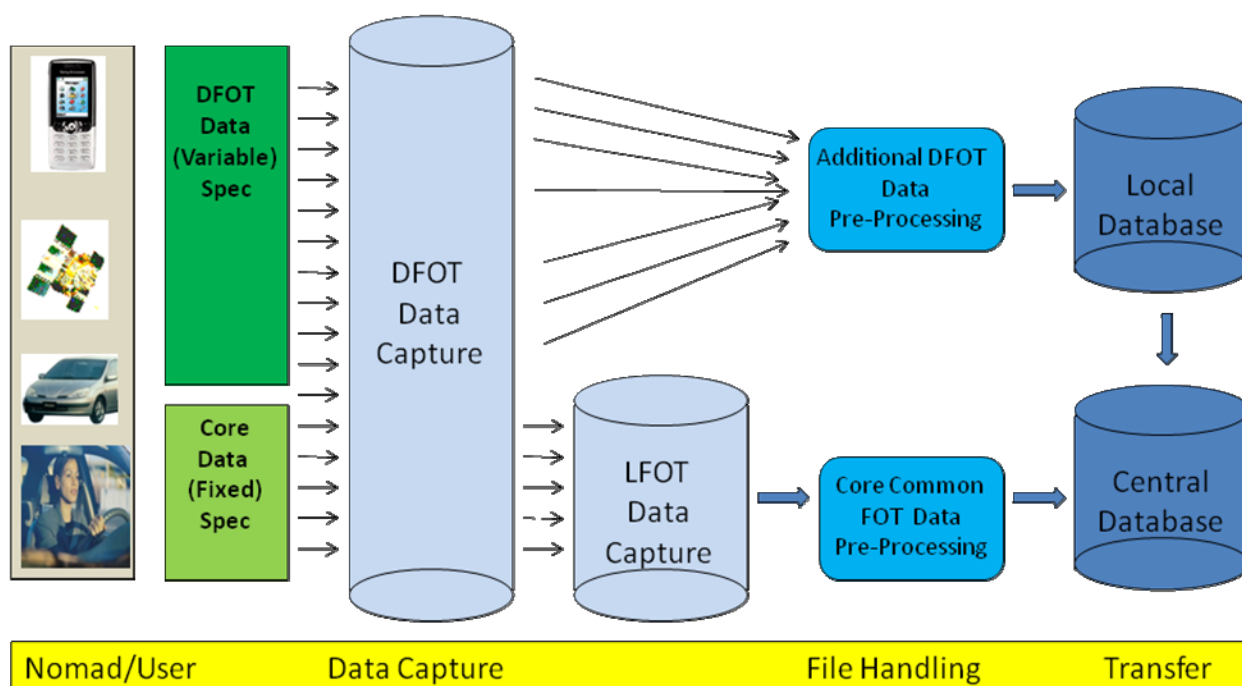 DFOT
Data
(Variable)
Spec
Core
Data
(Fixed)
Spec
DFOT
Data
Capture
LFOT
Data
Capture
Additional DFOT
Data
Pre-Processing
Core Common
FOT Data
Pre-Processing
Local
Database
Central
Database
Nomad/User
Data Capture
File Handling
Transfer